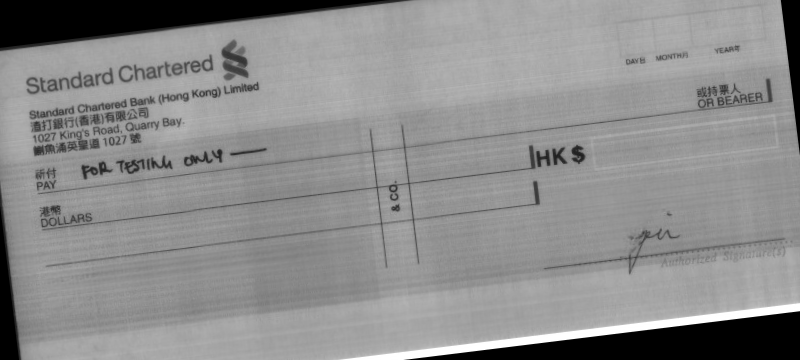 Standard Chartered
DAY日 MONTH月 YEAR年
Standard Chartered Bank (Hong Kong) Limited
渣打銀行(香港)有限公司
1027 King's Road, Quarry Bay.
鰂魚涌英皇道 1027 號
或持票人
OR BEARER
祈付
PAY FOR TESTING ONLY
HK$
港幣
DOLLARS
& CO.
Authorized Signature(s)